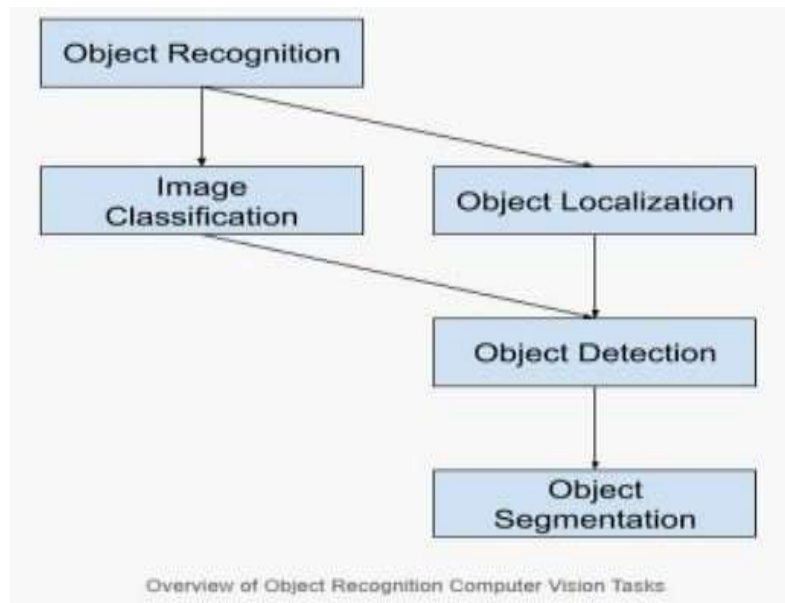 Object Recognition
Image
Classification
Object Localization
Object Detection
Object
Segmentation
Overview of Object Recognition Computer Vision Tasks